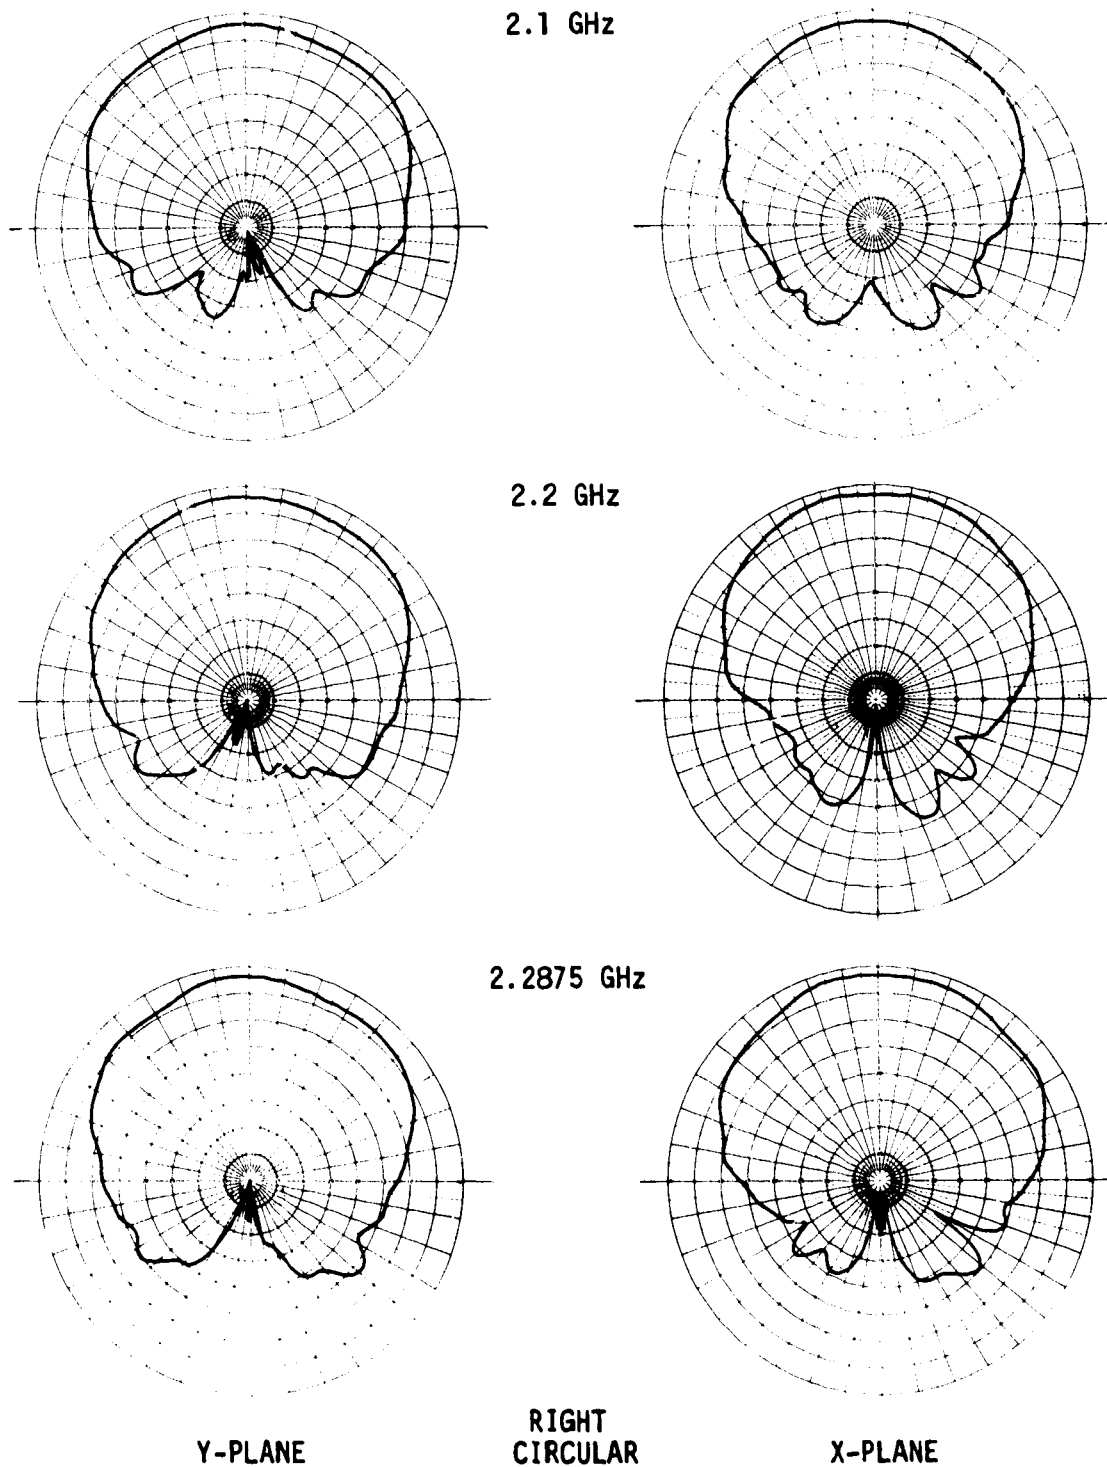 2.1 GHz
2.2 GHz
2.2875 GHz
Y-PLANE
RIGHT
CIRCULAR
X-PLANE